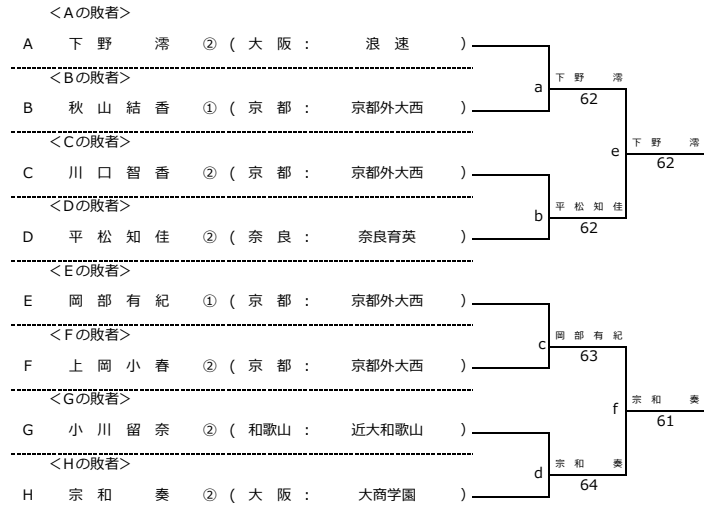 ＜Aの敗者＞
A 下野 澪 ② ( 大阪 : 浪速 )
＜Bの敗者＞
B 秋山結香 ① ( 京都 : 京都外大西 )
＜Cの敗者＞
C 川口智香 ② ( 京都 : 京都外大西 )
＜Dの敗者＞
D 平松知佳 ② ( 奈良 : 奈良育英 )
＜Eの敗者＞
E 岡部有紀 ① ( 京都 : 京都外大西 )
＜Fの敗者＞
F 上岡小春 ② ( 京都 : 京都外大西 )
＜Gの敗者＞
G 小川留奈 ② ( 和歌山 : 近大和歌山 )
＜Hの敗者＞
H 宗和 奏 ② ( 大阪 : 大商学園 )
a
下野 澪
62
b
平松知佳
62
c
岡部有紀
63
d
宗和 奏
64
e
下野 澪
62
f
宗和 奏
61